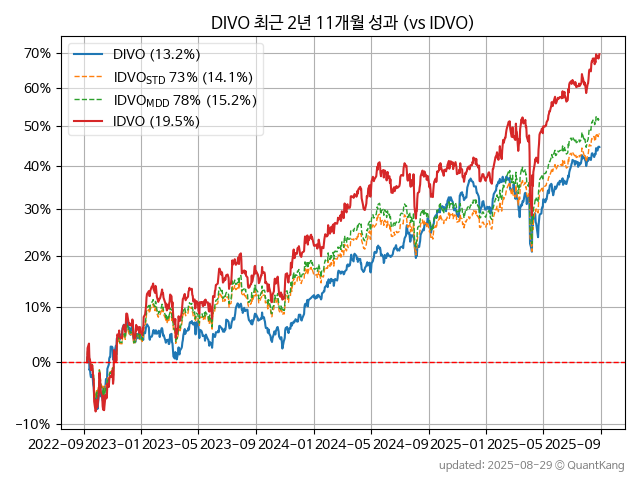 DIVO 최근 2년 11개월 성과 (vs IDVO)
DIVO (13.2%)
IDVO_STD 73% (14.1%)
IDVO_MDD 78% (15.2%)
IDVO (19.5%)
70%
60%
50%
40%
30%
20%
10%
0%
−10%
2022-09 2023-01 2023-05 2023-09 2024-01 2024-05 2024-09 2025-01 2025-05 2025-09
updated: 2025-08-29 © QuantKang